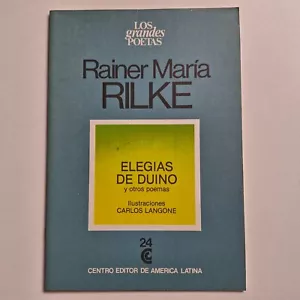 LOS
grandes
POETAS
Rainer María
RILKE
ELEGIAS
DE DUINO
y otros poemas
Ilustraciones
CARLOS LANGONE
24
CENTRO EDITOR DE AMERICA LATINA